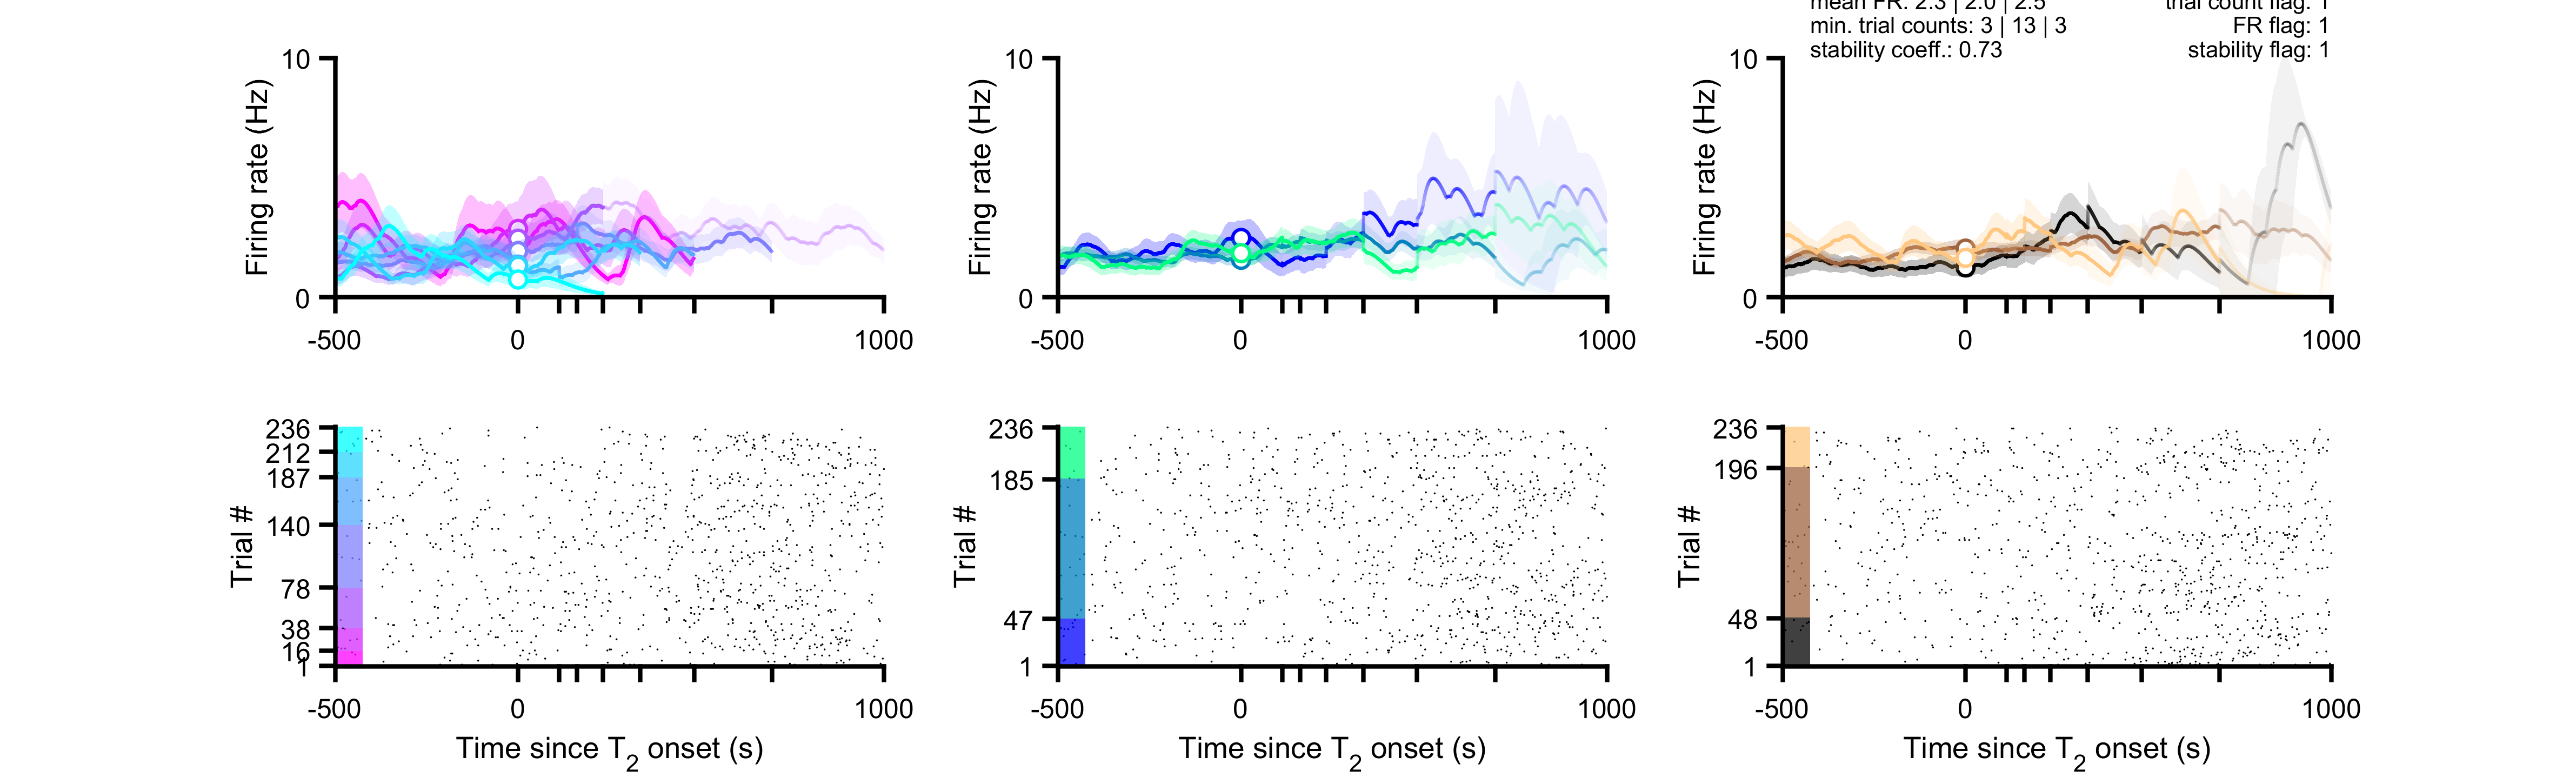 mean FR: 2.3 | 2.0 | 2.5 trial count flag: 1
min. trial counts: 3 | 13 | 3 FR flag: 1
stability coeff.: 0.73 stability flag: 1
10
Firing rate (Hz)
0
-500 0 1000
10
Firing rate (Hz)
0
-500 0 1000
10
Firing rate (Hz)
0
-500 0 1000
236
212
187
140
78
38
16
1
Trial #
-500 0 1000
Time since T2 onset (s)
236
185
47
1
Trial #
-500 0 1000
Time since T2 onset (s)
236
196
48
1
Trial #
-500 0 1000
Time since T2 onset (s)